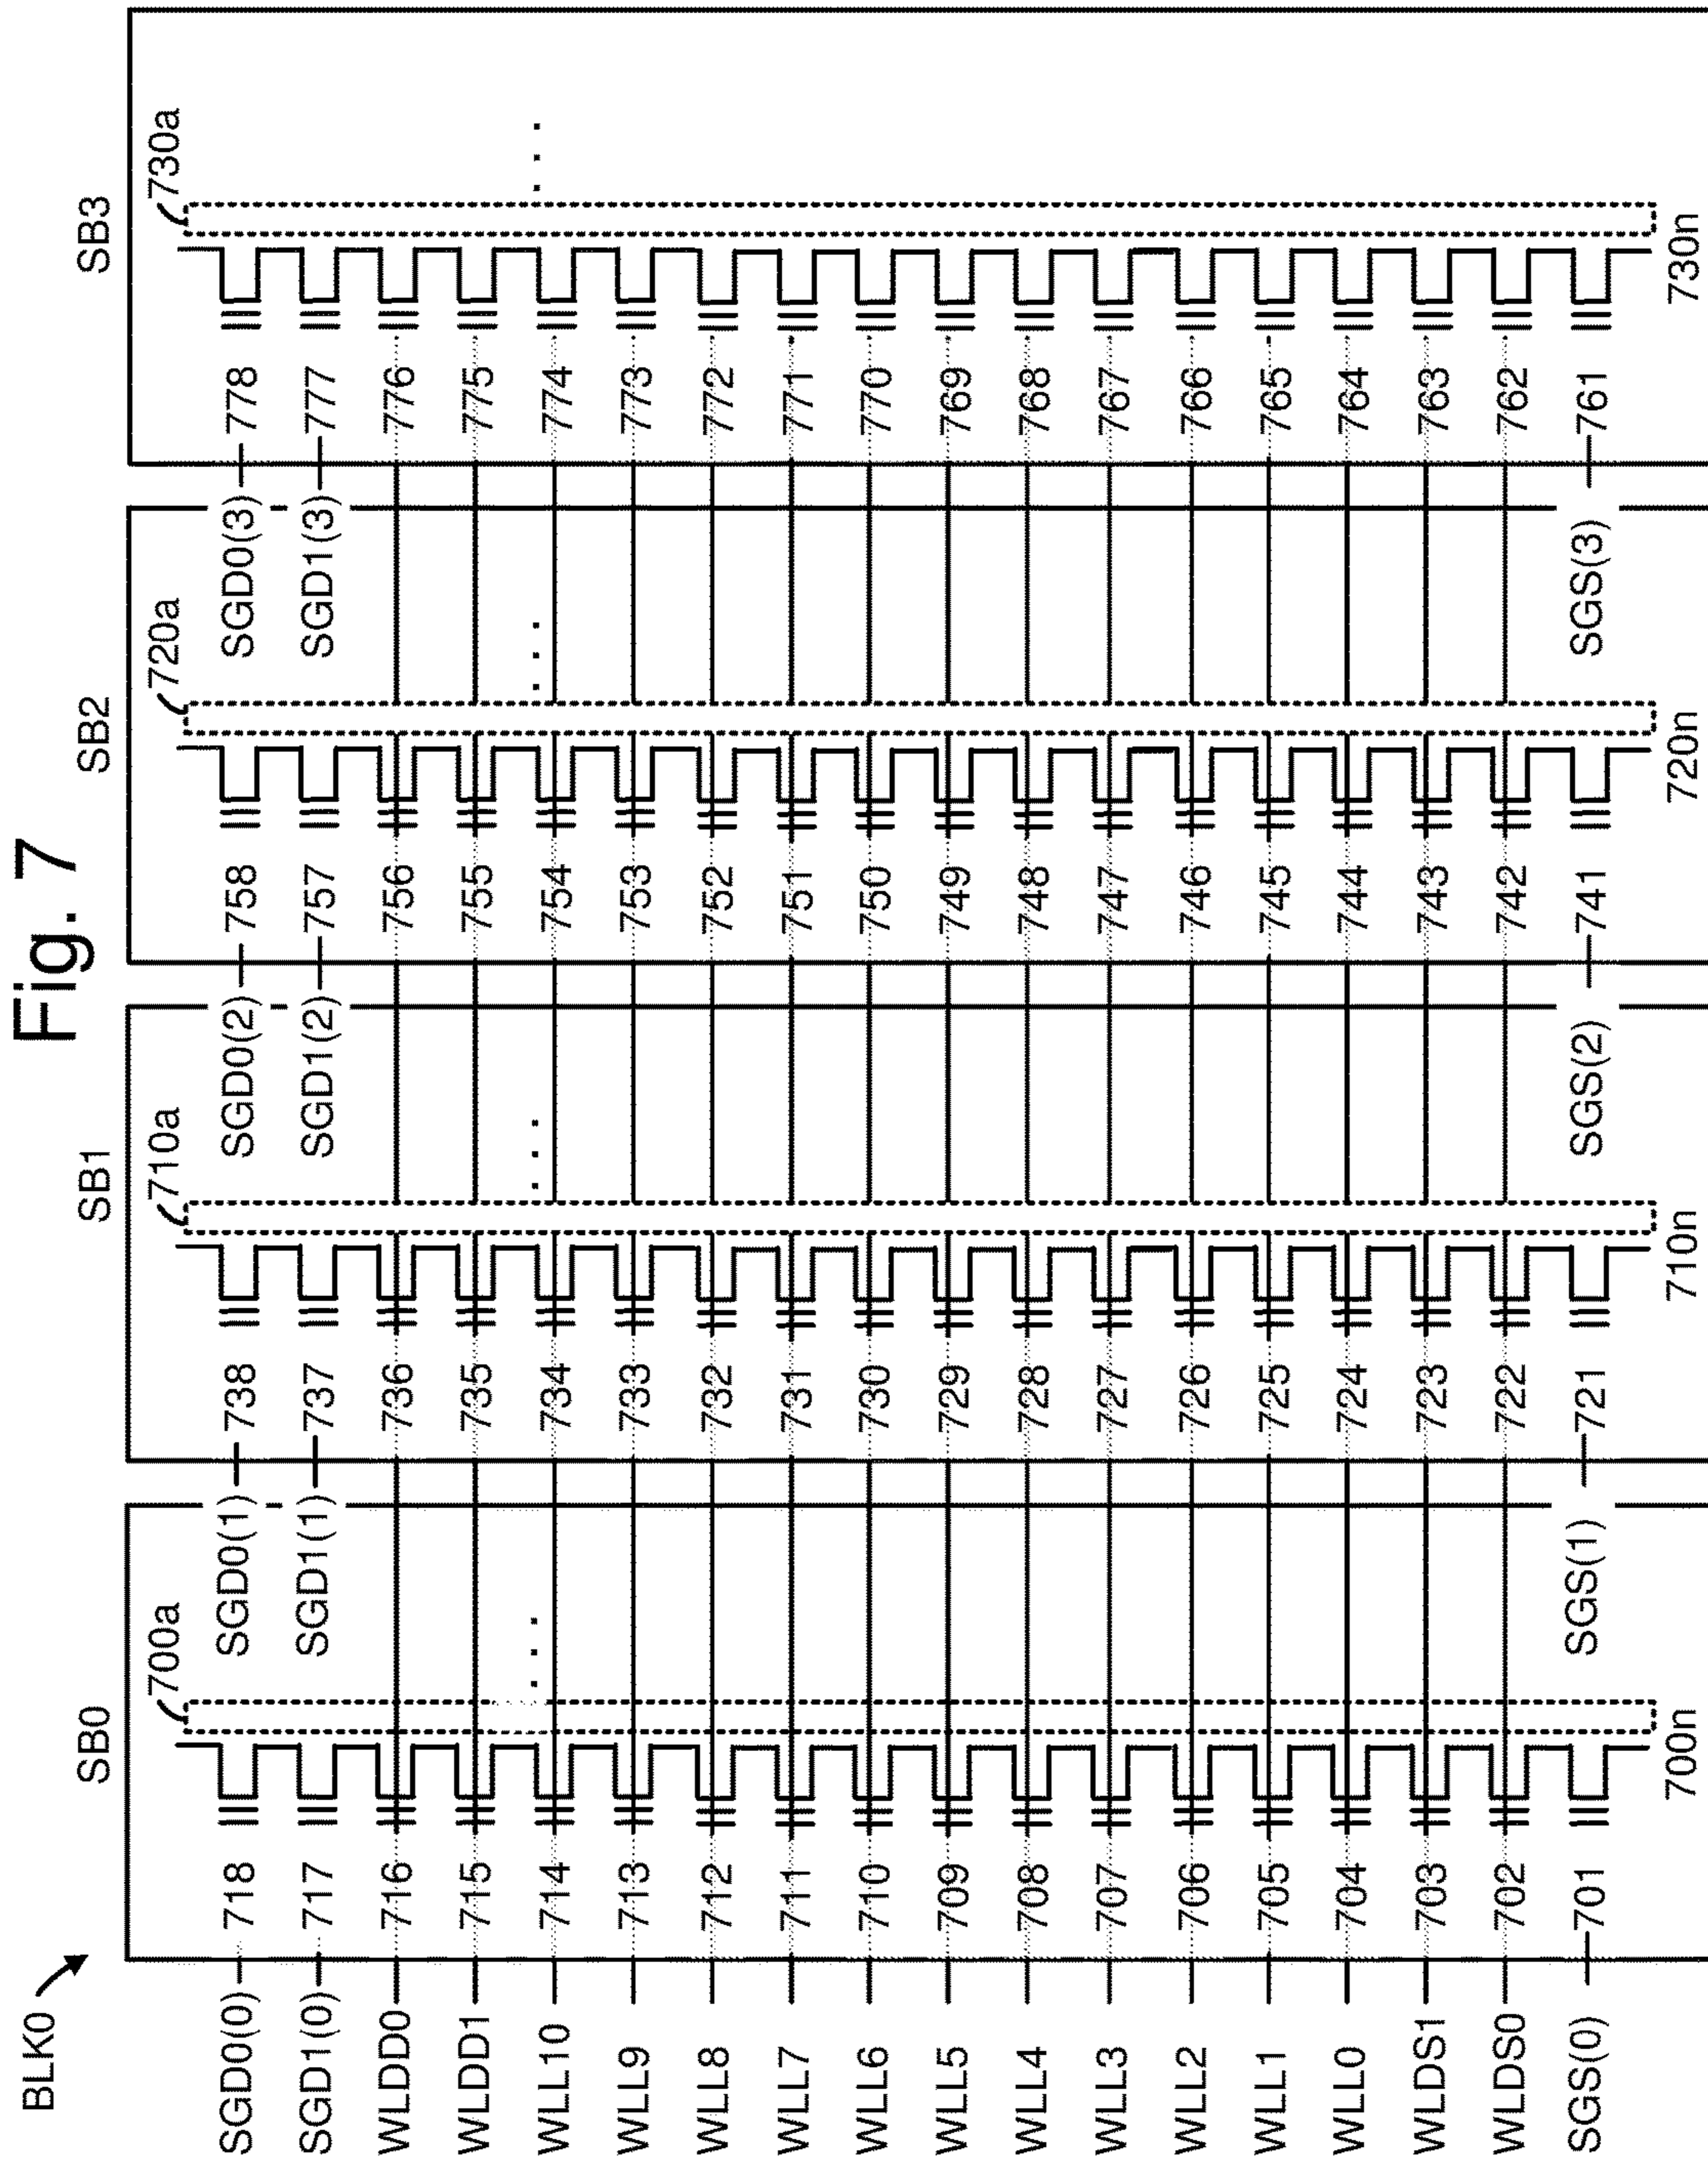 Fig. 7
BLK0
SB0
SB1
SB2
SB3
700a
710a
720a
730a
SGD0(0) 718 SGD0(1) 738 SGD0(2) 758 SGD0(3) 778
SGD1(0) 717 SGD1(1) 737 SGD1(2) 757 SGD1(3) 777
WLDD0 716 736 756 776
WLDD1 715 735 755 775
WLL10 714 734 754 774
WLL9 713 733 753 773
WLL8 712 732 752 772
WLL7 711 731 751 771
WLL6 710 730 750 770
WLL5 709 729 749 769
WLL4 708 728 748 768
WLL3 707 727 747 767
WLL2 706 726 746 766
WLL1 705 725 745 765
WLL0 704 724 744 764
WLDS1 703 723 743 763
WLDS0 702 722 742 762
SGS(0) 701 SGS(1) 721 SGS(2) 741 SGS(3) 761
700n
710n
720n
730n